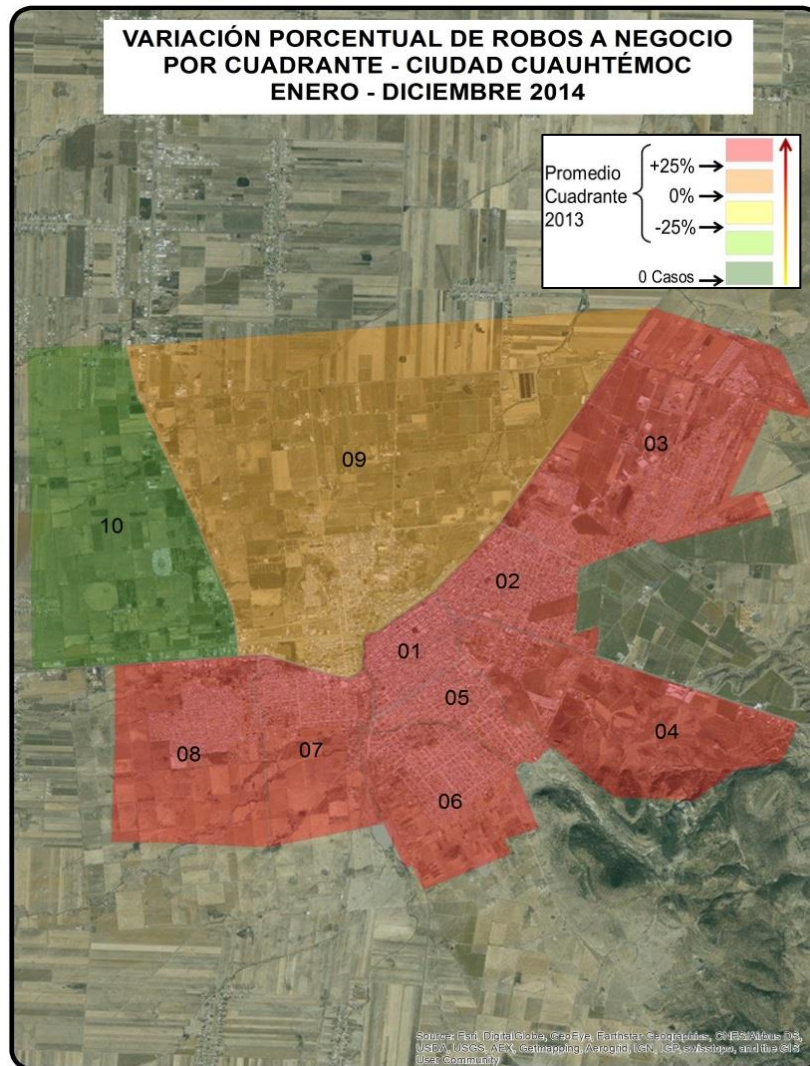 VARIACIÓN PORCENTUAL DE ROBOS A NEGOCIO
POR CUADRANTE - CIUDAD CUAUHTÉMOC
ENERO - DICIEMBRE 2014
Promedio
Cuadrante
2013
+25%
0%
-25%
0 Casos
03
09
10
02
01
05
04
07
08
06
Source: Esri, DigitalGlobe, GeoEye, Earthstar Geographics, CNES/Airbus DS,
USDA, USGS, AEX, Getmapping, Aerogrid, IGN, IGP, swisstopo, and the GIS
User Community